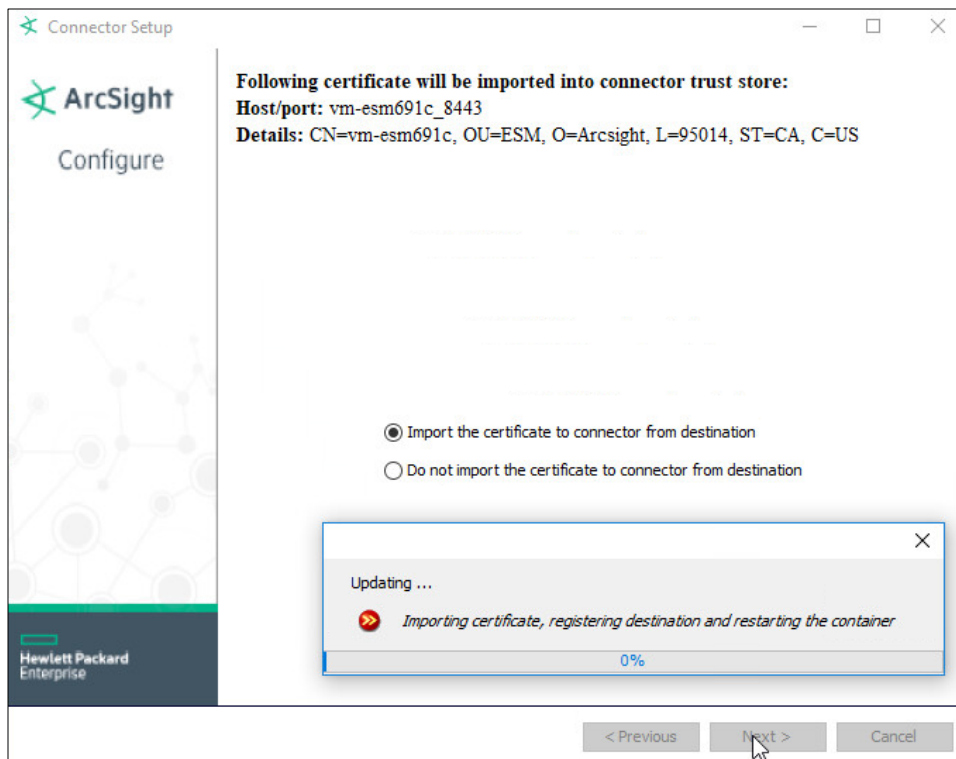 Connector Setup
ArcSight
Configure
Following certificate will be imported into connector trust store:
Host/port: vm-esm691c_8443
Details: CN=vm-esm691c, OU=ESM, O=Arcsight, L=95014, ST=CA, C=US
Import the certificate to connector from destination
Do not import the certificate to connector from destination
Updating ...
Importing certificate, registering destination and restarting the container
0%
Hewlett Packard
Enterprise
< Previous
Next >
Cancel